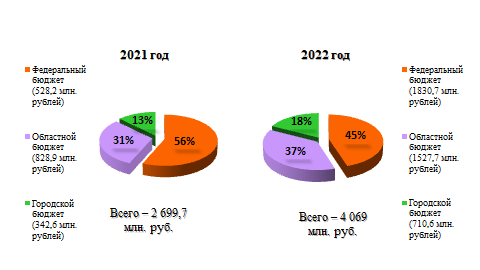 2021 год
Федеральный
бюджет
(528,2 млн.
рублей)
Областной
бюджет
(828,9 млн.
рублей)
Городской
бюджет
(342,6 млн.
рублей)
13%
31%
56%
Всего – 2 699,7
млн. руб.
2022 год
18%
45%
37%
Всего – 4 069
млн. руб.
Федеральный
бюджет
(1830,7 млн.
рублей)
Областной
бюджет
(1527,7 млн.
рублей)
Городской
бюджет
(710,6 млн.
рублей)